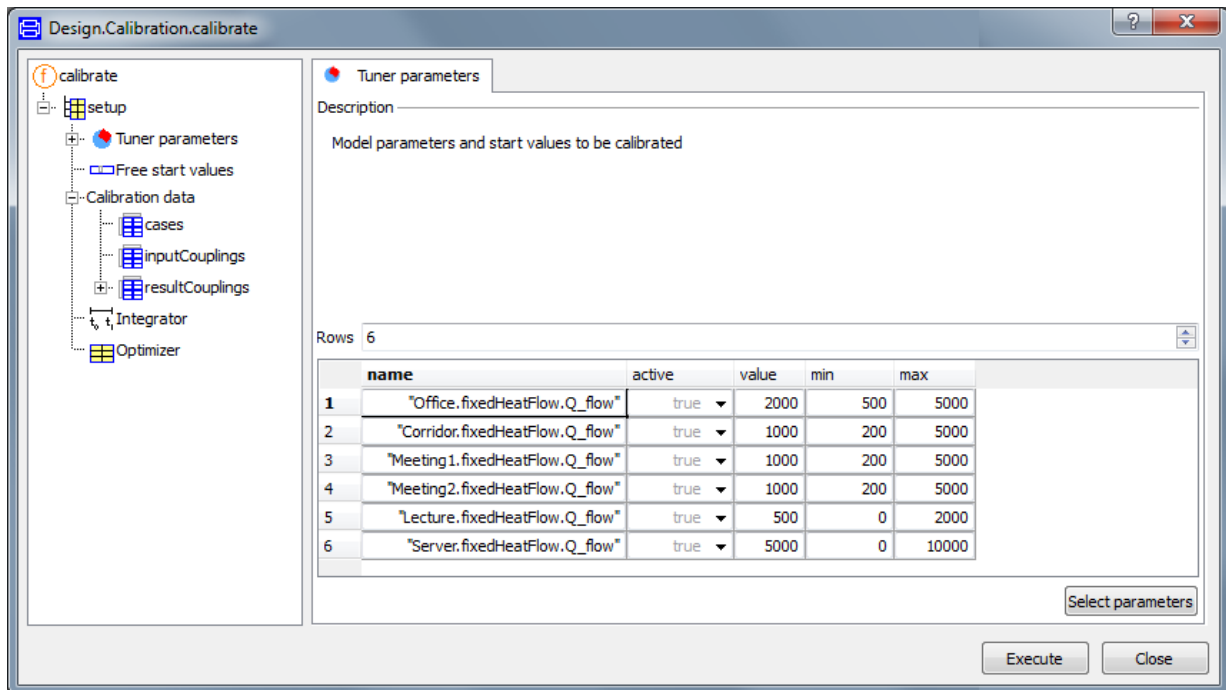 Design.Calibration.calibrate
?
X
f calibrate
setup
Tuner parameters
Free start values
Calibration data
cases
inputCouplings
resultCouplings
t₀ t₁ Integrator
Optimizer
Tuner parameters
Description
Model parameters and start values to be calibrated
Rows 6
name active value min max
1 "Office.fixedHeatFlow.Q_flow" true 2000 500 5000
2 "Corridor.fixedHeatFlow.Q_flow" true 1000 200 5000
3 "Meeting1.fixedHeatFlow.Q_flow" true 1000 200 5000
4 "Meeting2.fixedHeatFlow.Q_flow" true 1000 200 5000
5 "Lecture.fixedHeatFlow.Q_flow" true 500 0 2000
6 "Server.fixedHeatFlow.Q_flow" true 5000 0 10000
Select parameters
Execute Close